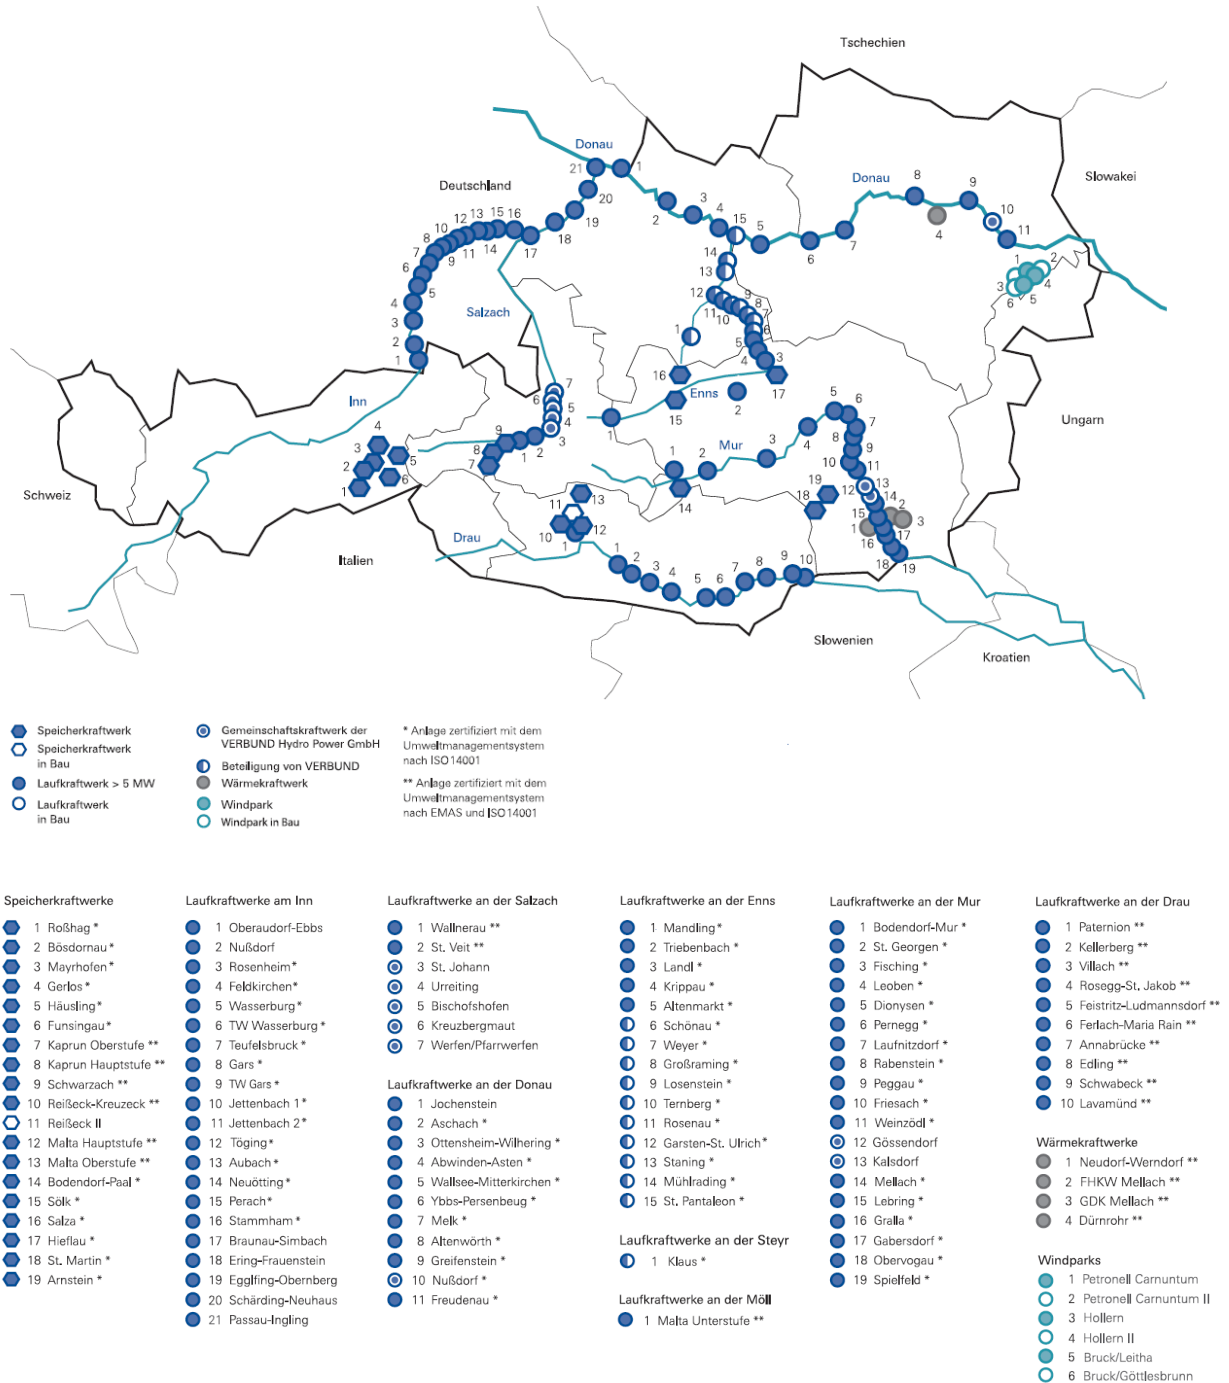 Tschechien
Donau
Deutschland
Donau
Slowakei
Salzach
Inn
Enns
Mur
Ungarn
Schweiz
Drau
Italien
Slowenien
Kroatien
Speicherkraftwerk
Speicherkraftwerk
in Bau
Laufkraftwerk > 5 MW
Laufkraftwerk
in Bau
Gemeinschaftskraftwerk der
VERBUND Hydro Power GmbH
Beteiligung von VERBUND
Wärmekraftwerk
Windpark
Windpark in Bau
* Anlage zertifiziert mit dem
Umweltmanagementsystem
nach ISO14001
** Anlage zertifiziert mit dem
Umweltmanagementsystem
nach EMAS und ISO14001
Speicherkraftwerke
1 Roßhag *
2 Bösdornau *
3 Mayrhofen *
4 Gerlos *
5 Häusling *
6 Funsingau *
7 Kaprun Oberstufe **
8 Kaprun Hauptstufe **
9 Schwarzach **
10 Reißeck-Kreuzeck **
11 Reißeck II
12 Malta Hauptstufe **
13 Malta Oberstufe **
14 Bodendorf-Paal *
15 Sölk *
16 Salza *
17 Hieflau *
18 St. Martin *
19 Arnstein *
Laufkraftwerke am Inn
1 Oberaudorf-Ebbs
2 Nußdorf
3 Rosenheim *
4 Feldkirchen *
5 Wasserburg *
6 TW Wasserburg *
7 Teufelsbruck *
8 Gars *
9 TW Gars *
10 Jettenbach 1 *
11 Jettenbach 2 *
12 Töging *
13 Aubach *
14 Neuötting *
15 Perach *
16 Stammham *
17 Braunau-Simbach
18 Ering-Frauenstein
19 Egglfing-Obernberg
20 Schärding-Neuhaus
21 Passau-Ingling
Laufkraftwerke an der Salzach
1 Wallnerau **
2 St. Veit **
3 St. Johann
4 Urreiting
5 Bischofshofen
6 Kreuzbergmaut
7 Werfen/Pfarrwerfen
Laufkraftwerke an der Donau
1 Jochenstein
2 Aschach *
3 Ottensheim-Wilhering *
4 Abwinden-Asten *
5 Wallsee-Mitterkirchen *
6 Ybbs-Persenbeug *
7 Melk *
8 Altenwörth *
9 Greifenstein *
10 Nußdorf *
11 Freudenau *
Laufkraftwerke an der Enns
1 Mandling *
2 Triebenbach *
3 Landl *
4 Krippau *
5 Altenmarkt *
6 Schönau *
7 Weyer *
8 Großraming *
9 Losenstein *
10 Ternberg *
11 Rosenau *
12 Garsten-St. Ulrich *
13 Staning *
14 Mühlrading *
15 St. Pantaleon *
Laufkraftwerke an der Steyr
1 Klaus *
Laufkraftwerke an der Möll
1 Malta Unterstufe **
Laufkraftwerke an der Mur
1 Bodendorf-Mur *
2 St. Georgen *
3 Fisching *
4 Leoben *
5 Dionysen *
6 Pernegg *
7 Laufnitzdorf *
8 Rabenstein *
9 Peggau *
10 Friesach *
11 Weinzödl *
12 Gössendorf
13 Kalsdorf
14 Mellach *
15 Lebring *
16 Gralla *
17 Gabersdorf *
18 Obervogau *
19 Spielfeld *
Laufkraftwerke an der Drau
1 Paternion **
2 Kellerberg **
3 Villach **
4 Rosegg-St. Jakob **
5 Feistritz-Ludmannsdorf **
6 Ferlach-Maria Rain **
7 Annabrücke **
8 Edling **
9 Schwabeck **
10 Lavamünd **
Wärmekraftwerke
1 Neudorf-Werndorf **
2 FHKW Mellach **
3 GDK Mellach **
4 Dürnrohr **
Windparks
1 Petronell Carnuntum
2 Petronell Carnuntum II
3 Hollern
4 Hollern II
5 Bruck/Leitha
6 Bruck/Göttlesbrunn